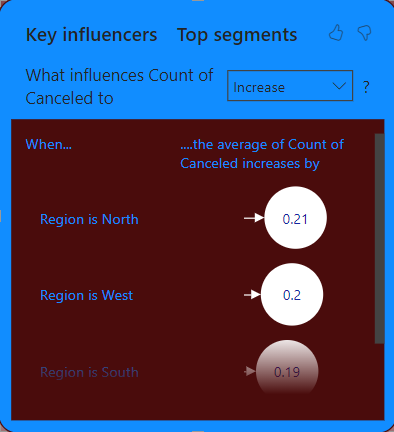 Key influencers Top segments
What influences Count of
Canceled to
Increase
?
When...
....the average of Count of
Canceled increases by
Region is North
0.21
Region is West
0.2
Region is South
0.19